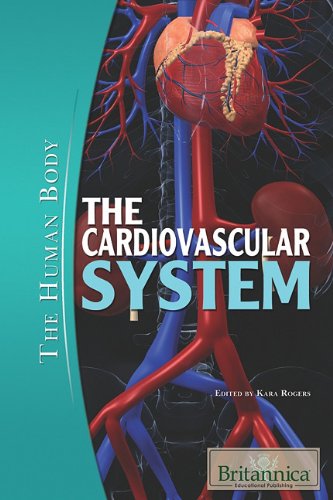 THE HUMAN BODY
THE
CARDIOVASCULAR
SYSTEM
EDITED BY KARA ROGERS
Britannica®
Educational Publishing